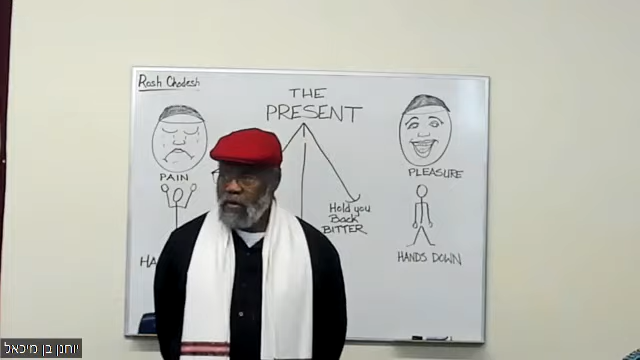 Rosh Chodesh
THE
PRESENT
PAIN
PLEASURE
Hold you
Back
BITTER
HANDS DOWN
יוחנן בן מיכאל